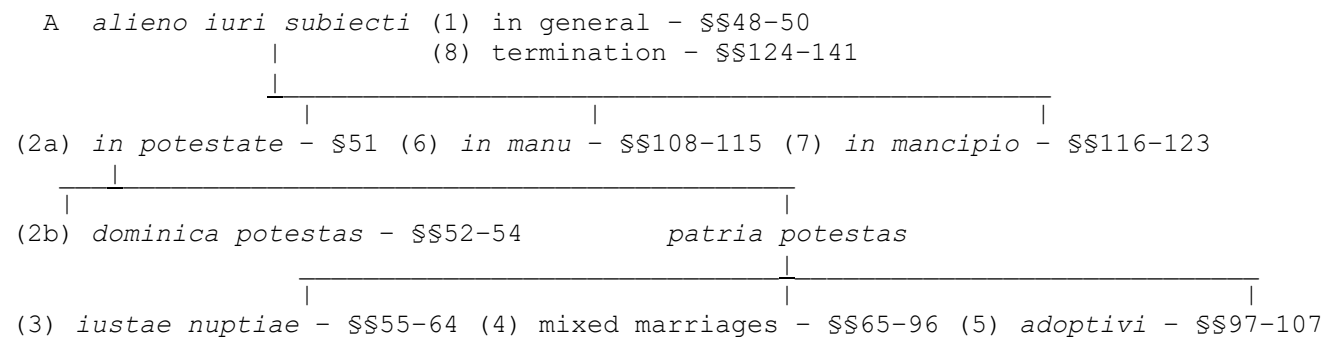 A alieno iuri subiecti (1) in general – §§48–50
(8) termination – §§124–141
(2a) in potestate – §51 (6) in manu – §§108–115 (7) in mancipio – §§116–123
(2b) dominica potestas – §§52–54 patria potestas
(3) iustae nuptiae – §§55–64 (4) mixed marriages – §§65–96 (5) adoptivi – §§97–107